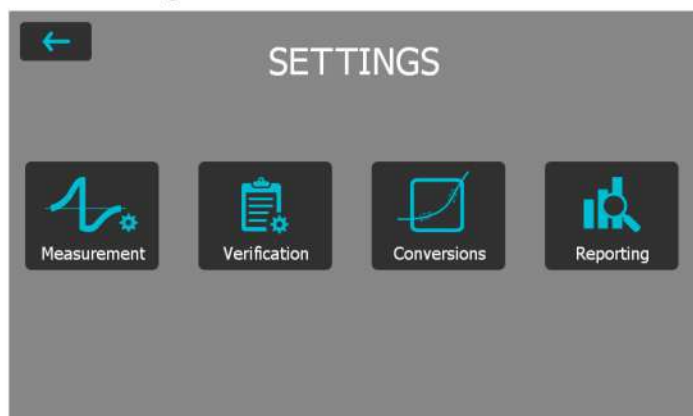 SETTINGS
Measurement
Verification
Conversions
Reporting